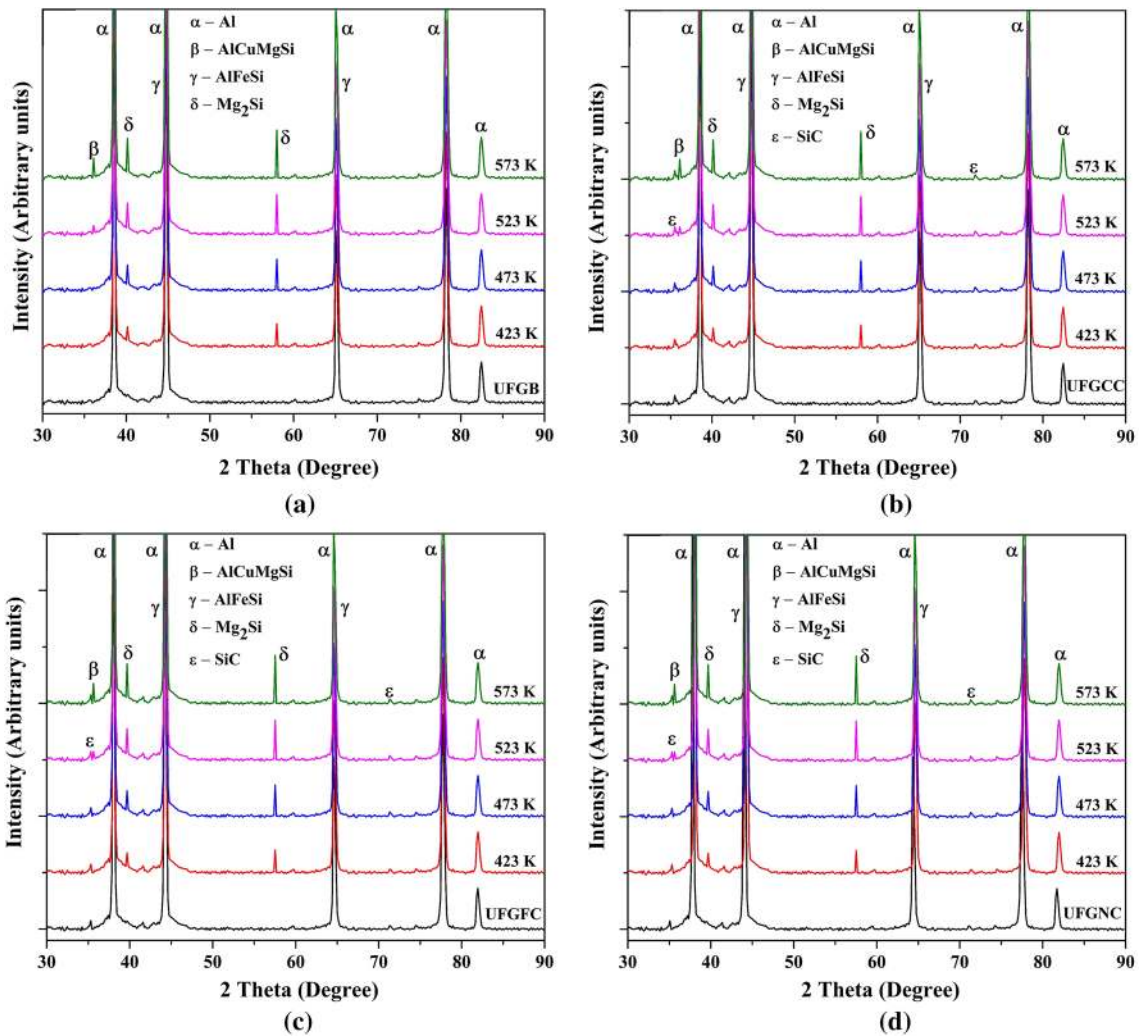 α α α α
α – Al
β – AlCuMgSi
γ – AlFeSi
δ – Mg2Si
γ
γ
β
δ
δ
α
573 K
523 K
473 K
423 K
UFGB
Intensity (Arbitrary units)
30 40 50 60 70 80 90
2 Theta (Degree)
(a)
α α α α
α – Al
β – AlCuMgSi
γ – AlFeSi
δ – Mg2Si
ε – SiC
γ
γ
β
δ
δ
ε
α
573 K
ε
523 K
473 K
423 K
UFGCC
Intensity (Arbitrary units)
30 40 50 60 70 80 90
2 Theta (Degree)
(b)
α α α α
α – Al
β – AlCuMgSi
γ – AlFeSi
δ – Mg2Si
ε – SiC
γ
γ
β
δ
δ
ε
α
573 K
ε
523 K
473 K
423 K
UFGFC
Intensity (Arbitrary units)
30 40 50 60 70 80 90
2 Theta (Degree)
(c)
α α α α
α – Al
β – AlCuMgSi
γ – AlFeSi
δ – Mg2Si
ε – SiC
γ
γ
β
δ
δ
ε
α
573 K
ε
523 K
473 K
423 K
UFGNC
Intensity (Arbitrary units)
30 40 50 60 70 80 90
2 Theta (Degree)
(d)